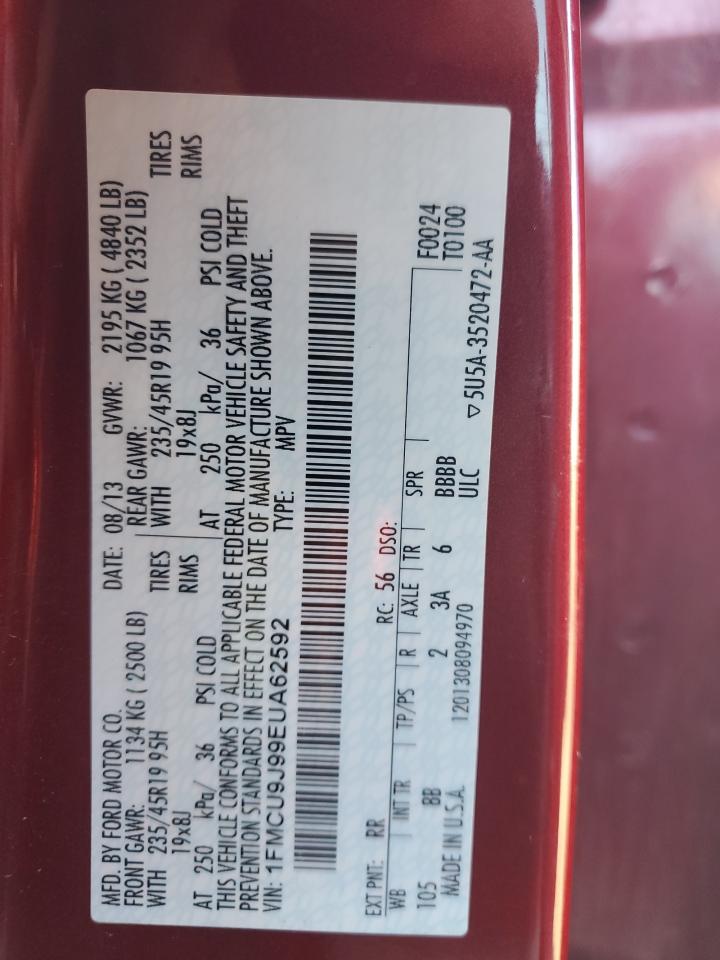 MFD. BY FORD MOTOR CO. DATE: 08/13 GVWR: 2195 KG ( 4840 LB)
FRONT GAWR: 1134 KG ( 2500 LB) REAR GAWR: 1067 KG ( 2352 LB)
WITH 235/45R19 95H TIRES WITH 235/45R19 95H TIRES
19x8J RIMS 19x8J RIMS
AT 250 kPa/ 36 PSI COLD AT 250 kPa/ 36 PSI COLD
THIS VEHICLE CONFORMS TO ALL APPLICABLE FEDERAL MOTOR VEHICLE SAFETY AND THEFT
PREVENTION STANDARDS IN EFFECT ON THE DATE OF MANUFACTURE SHOWN ABOVE.
VIN: 1FMCU9J99EUA62592 TYPE: MPV
EXT PNT: RR RC: 56 DSO:
WB INT TR TP/PS R AXLE TR SPR F0024
105 8B 2 3A 6 BBBB T0100
MADE IN U.S.A. 1201308094970 ULC ▽5U5A-3520472-AA